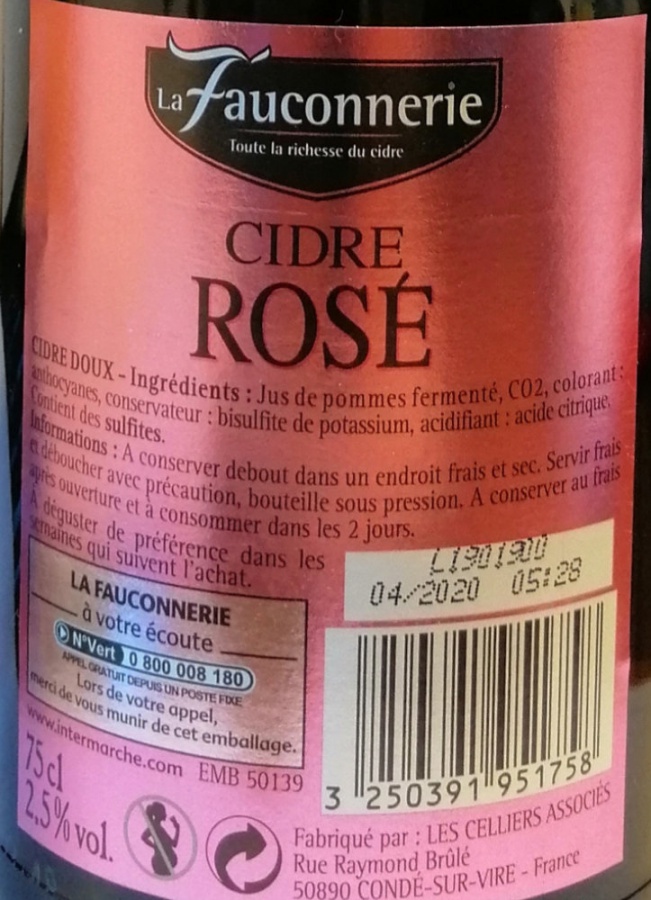 La Fauconnerie
Toute la richesse du cidre
CIDRE
ROSÉ
CIDRE DOUX - Ingrédients : Jus de pommes fermenté, CO2, colorant :
anthocyanes, conservateur : bisulfite de potassium, acidifiant : acide citrique.
Contient des sulfites.
Informations : A conserver debout dans un endroit frais et sec. Servir frais
et déboucher avec précaution, bouteille sous pression. A conserver au frais
après ouverture et à consommer dans les 2 jours.
A déguster de préférence dans les
semaines qui suivent l'achat.
L1901900
04/2020 05:28
LA FAUCONNERIE
à votre écoute
N°Vert 0 800 008 180
APPEL GRATUIT DEPUIS UN POSTE FIXE
Lors de votre appel,
merci de vous munir de cet emballage.
www.intermarche.com EMB 50139
75 cl
2,5% vol.
3 250391 951758
Fabriqué par : LES CELLIERS ASSOCIÉS
Rue Raymond Brûlé
50890 CONDÉ-SUR-VIRE - France